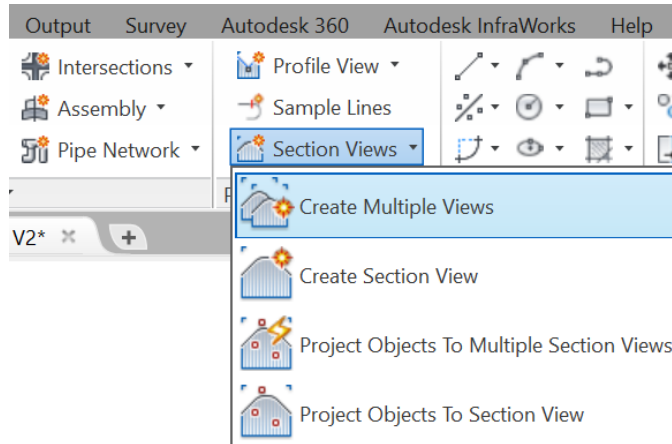 Output Survey Autodesk 360 Autodesk InfraWorks Help
Intersections Profile View
Assembly Sample Lines
Pipe Network Section Views
Create Multiple Views
V2*
Create Section View
Project Objects To Multiple Section Views
Project Objects To Section View